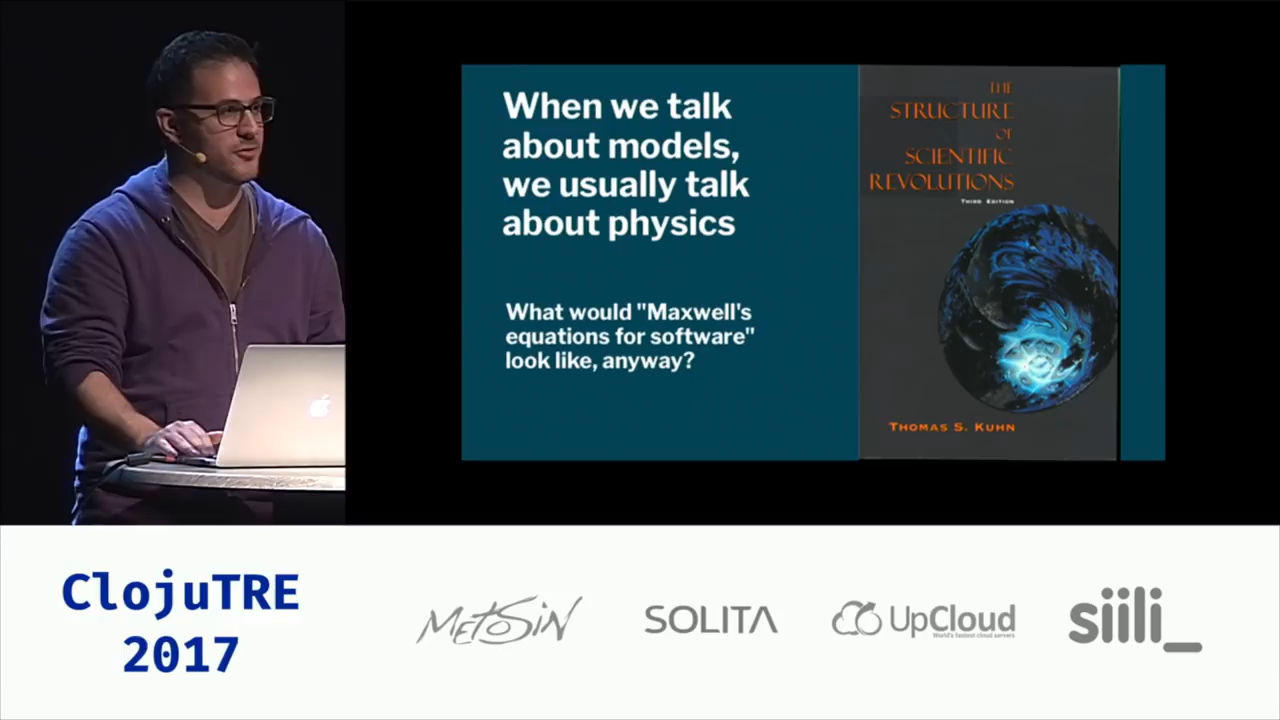 When we talk
about models,
we usually talk
about physics
What would "Maxwell's
equations for software"
look like, anyway?
THE
STRUCTURE
OF
SCIENTIFIC
REVOLUTIONS
THIRD EDITION
THOMAS S. KUHN
ClojuTRE
2017
METOSIN
SOLITA
UpCloud
World's fastest cloud servers
siili_